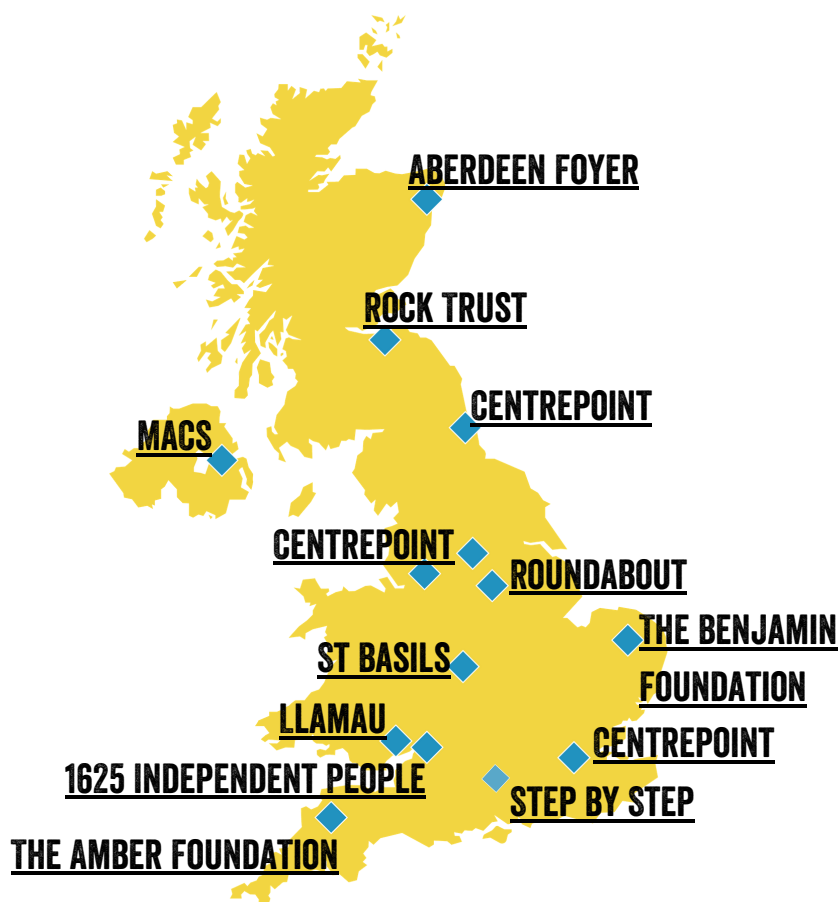 ABERDEEN FOYER
ROCK TRUST
CENTREPOINT
MACS
CENTREPOINT
ROUNDABOUT
THE BENJAMIN
FOUNDATION
ST BASILS
LLAMAU
CENTREPOINT
1625 INDEPENDENT PEOPLE
STEP BY STEP
THE AMBER FOUNDATION